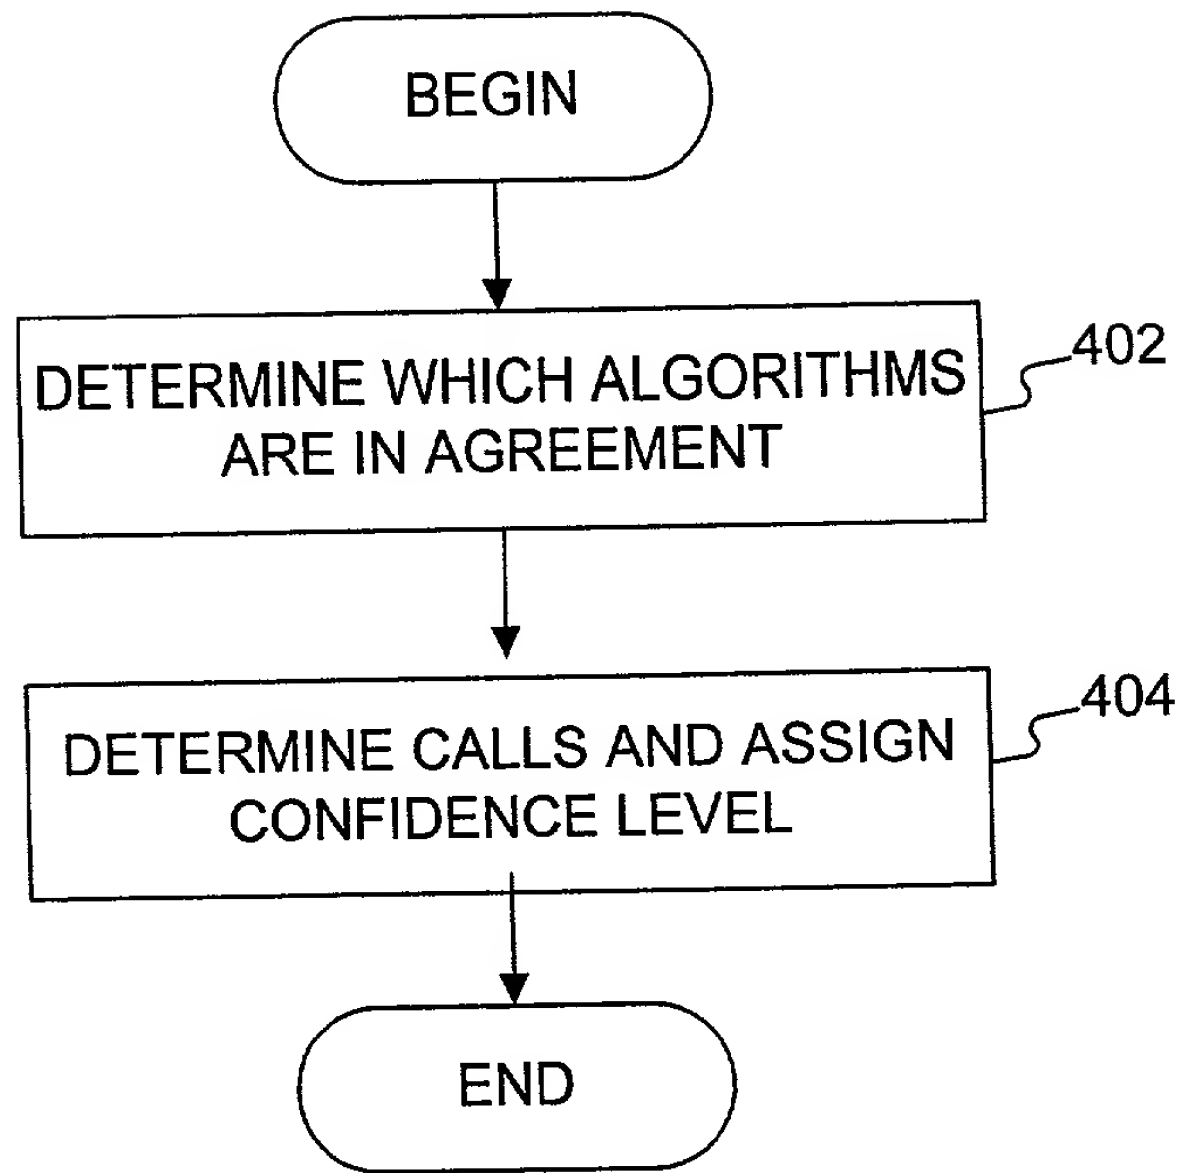 BEGIN
DETERMINE WHICH ALGORITHMS
ARE IN AGREEMENT
402
DETERMINE CALLS AND ASSIGN
CONFIDENCE LEVEL
404
END